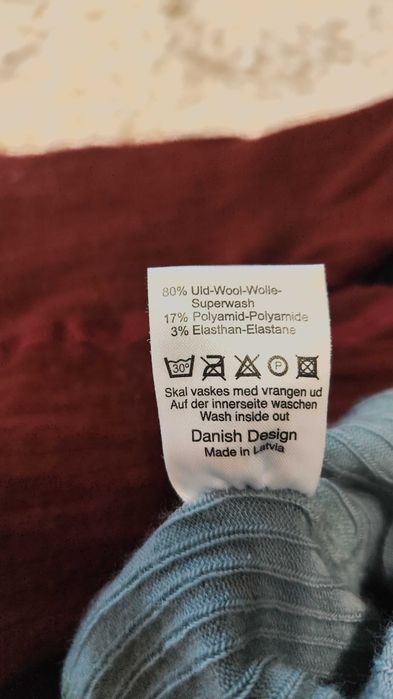 80% Uld-Wool-Wolle-
Superwash
17% Polyamid-Polyamide
3% Elasthan-Elastane
30°
P
Skal vaskes med vrangen ud
Auf der innerseite waschen
Wash inside out
Danish Design
Made in Latvia